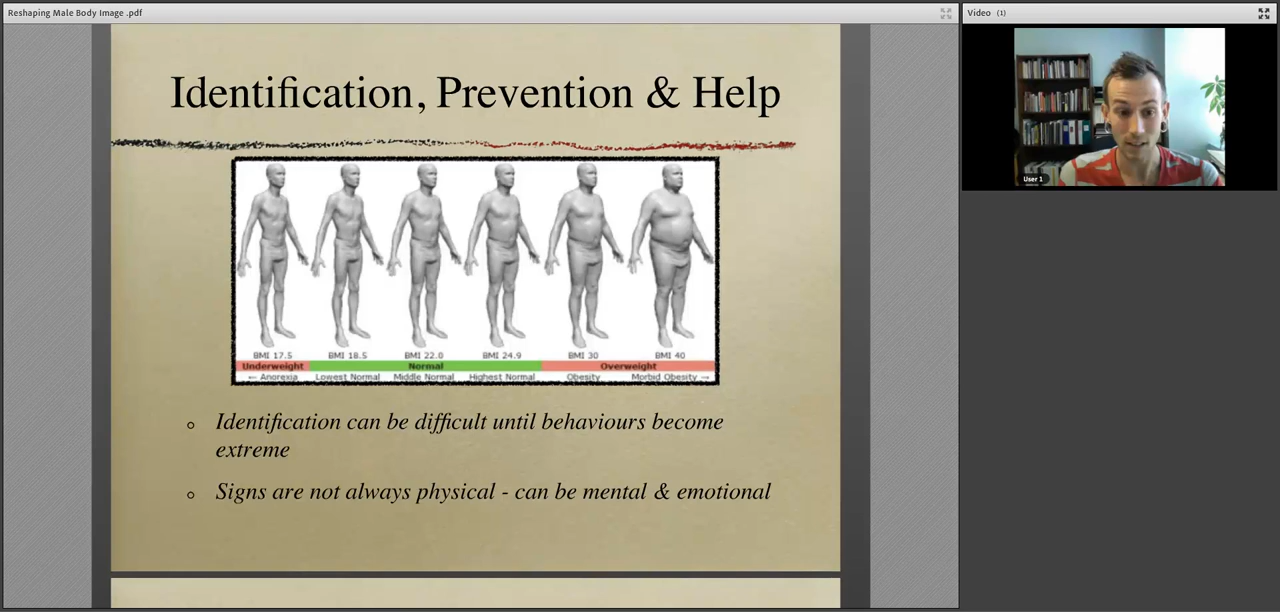 Reshaping Male Body Image .pdf
Video (1)
Identification, Prevention & Help
User 1
BMI 17.5 BMI 18.5 BMI 22.0 BMI 24.9 BMI 30 BMI 40
Underweight Normal Overweight
← Anorexia Lowest Normal Middle Normal Highest Normal Obesity Morbid Obesity →
Identification can be difficult until behaviours become
extreme
Signs are not always physical - can be mental & emotional